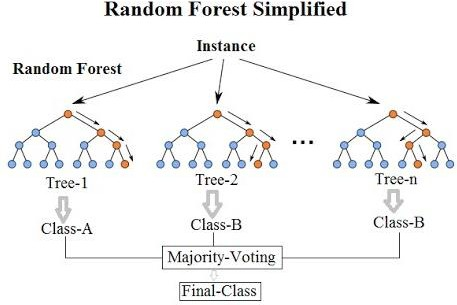 Random Forest Simplified
Instance
Random Forest
...
Tree-1
Tree-2
Tree-n
Class-A
Class-B
Class-B
Majority-Voting
Final-Class